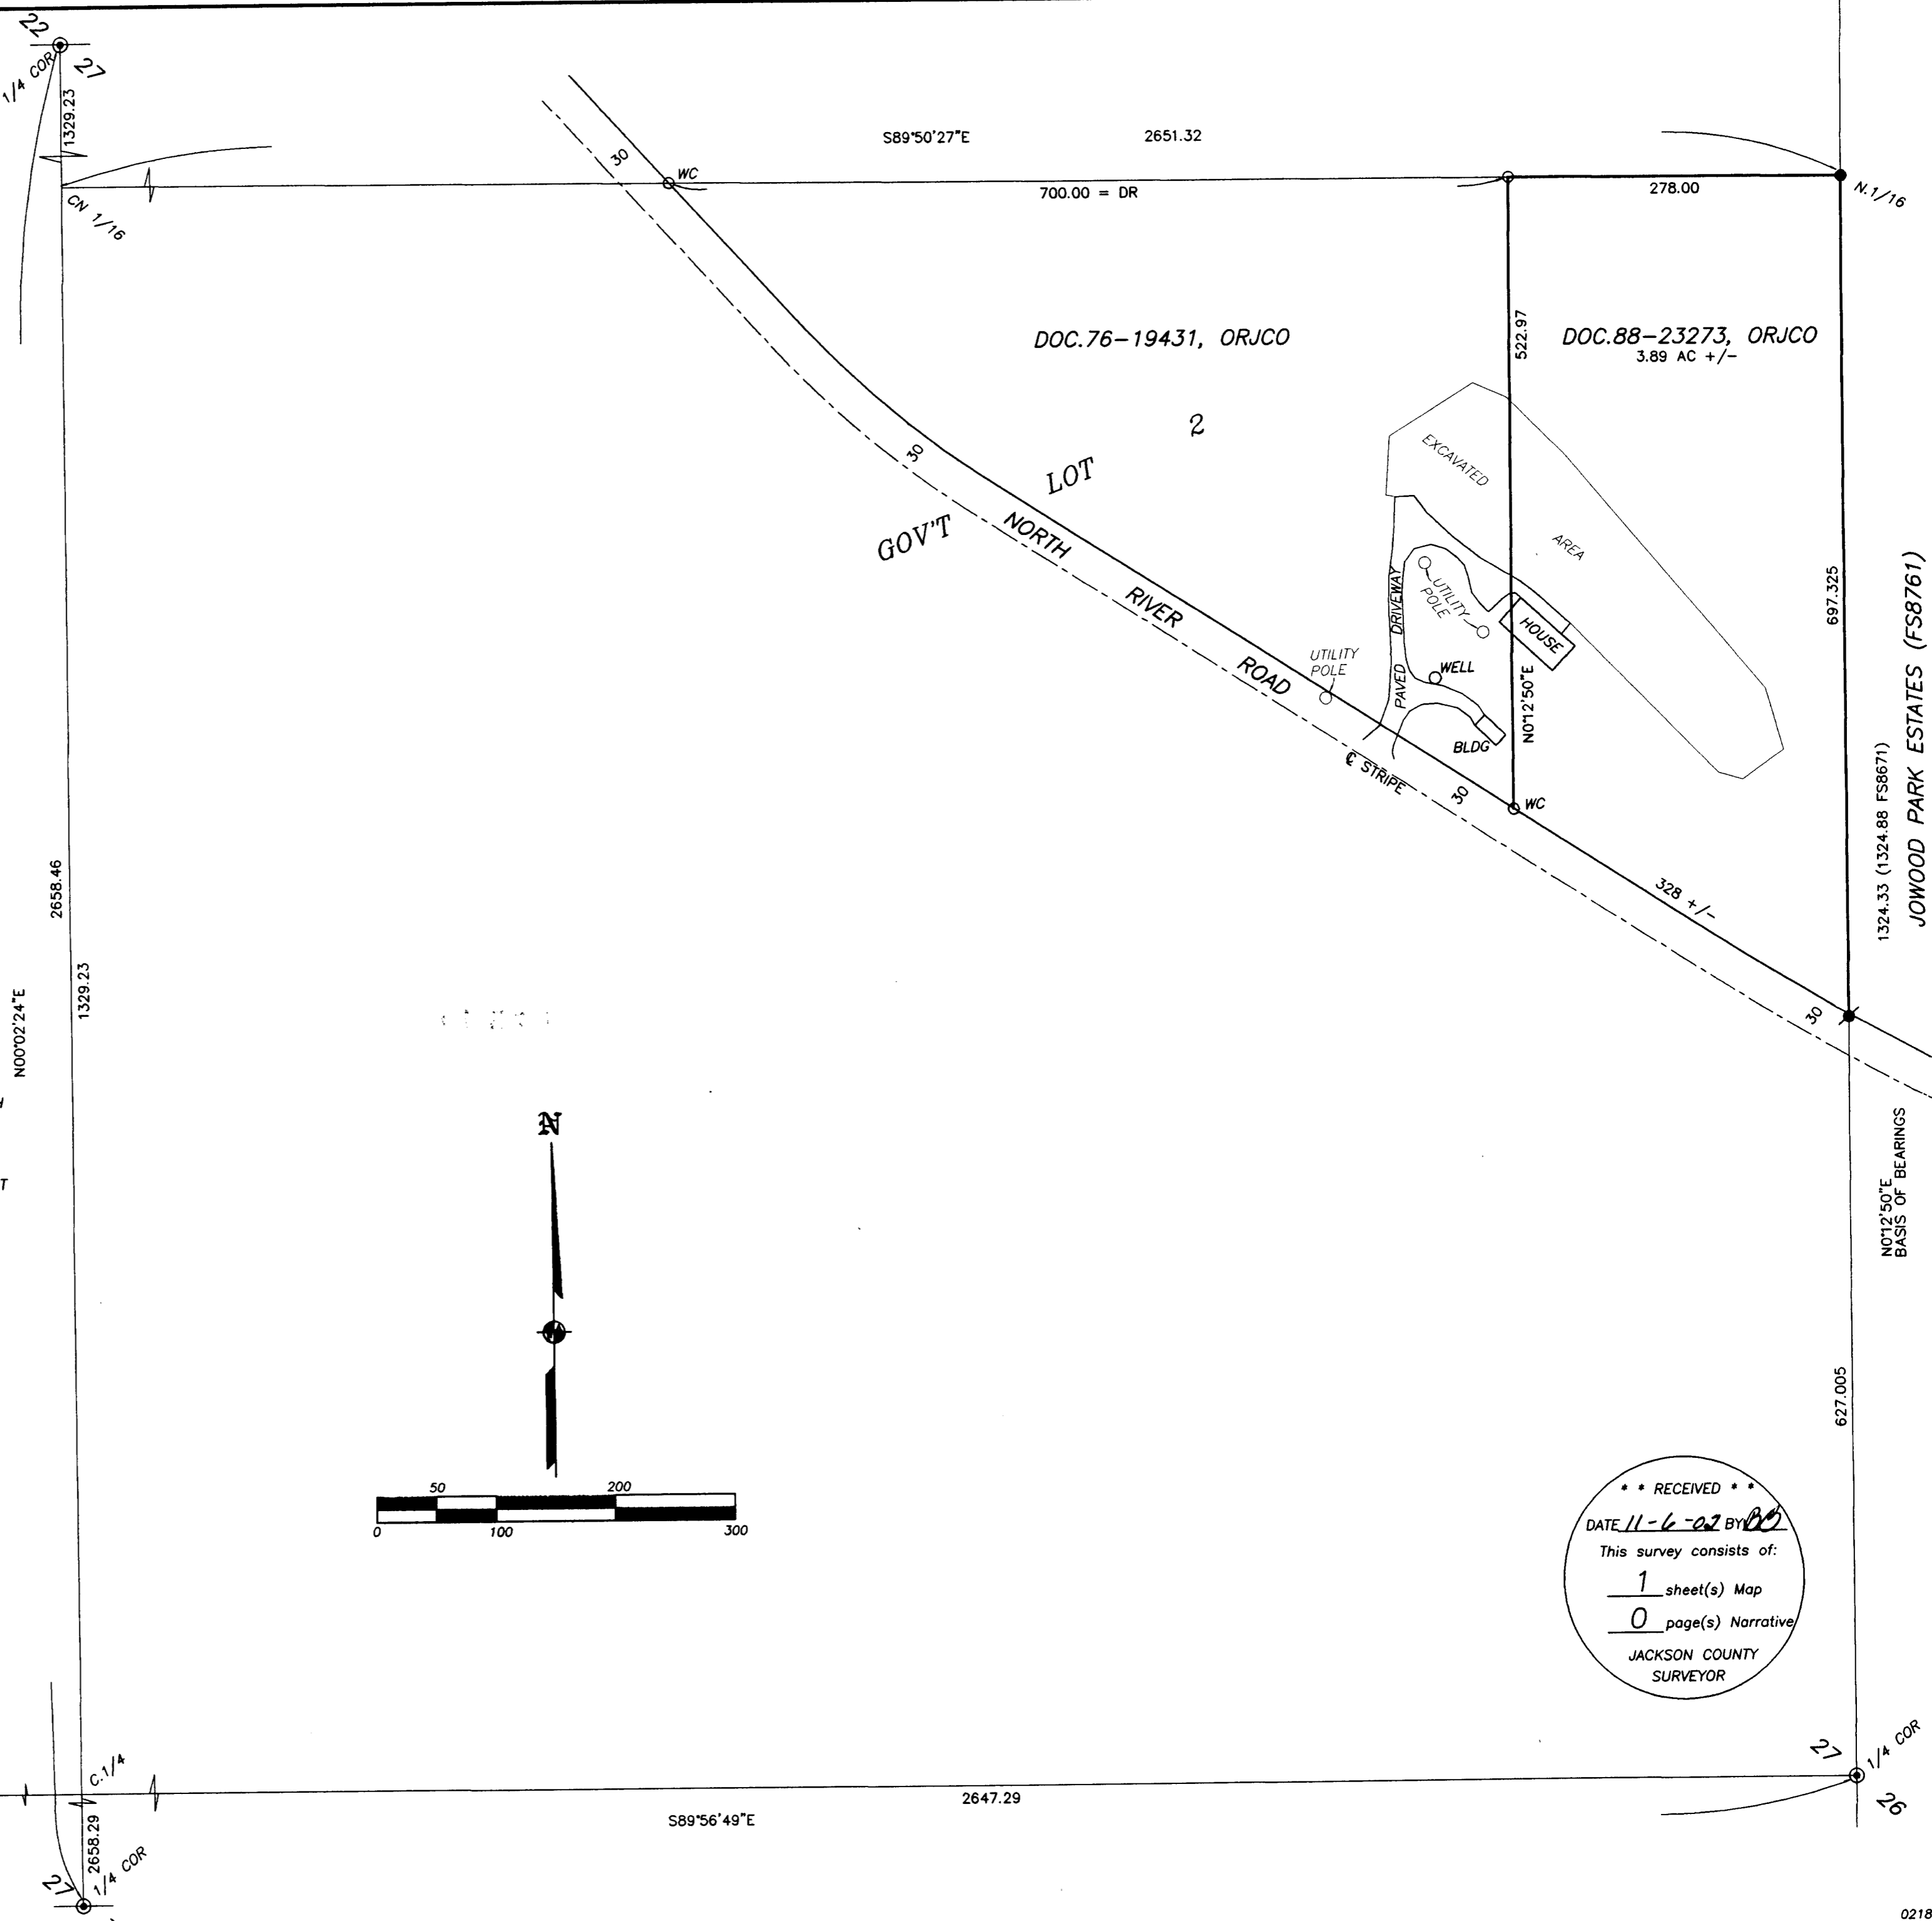 22
1/4 COR
27
1329.23
CN 1/16
S89°50'27"E
2651.32
30
WC
700.00 = DR
278.00
N.1/16
DOC.76-19431, ORJCO
DOC.88-23273, ORJCO
3.89 AC +/-
522.97
2
LOT
GOV'T
30
NORTH
RIVER
ROAD
EXCAVATED
AREA
697.325
JOWOOD PARK ESTATES (FS8761)
1324.33 (1324.88 FS8671)
PAVED DRIVEWAY
UTILITY
POLE
HOUSE
UTILITY
POLE
WELL
N0°12'50"E
BLDG
℄ STRIPE
30
WC
328 +/-
30
2658.46
1329.23
N00°02'24"E
T
N
N0°12'50"E
BASIS OF BEARINGS
627.005
50
200
0
100
300
* * RECEIVED * *
DATE 11-6-02 BY BB
This survey consists of:
1 sheet(s) Map
0 page(s) Narrative
JACKSON COUNTY
SURVEYOR
C.1/4
2658.29
27
1/4 COR
2647.29
S89°56'49"E
27
1/4 COR
26
0218